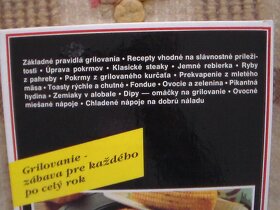 Základné pravidlá grilovania • Recepty vhodné na slávnostné príleži-
tosti • Úprava pokrmov • Klasické steaky • Jemné rebierka • Ryby
z pahreby • Pokrmy z grilovaného kurčaťa • Prekvapenie z mletého
mäsa • Toasty rýchle a chutné • Fondue • Ovocie a zelenina • Pikantná
hydina • Zemiaky v alobale • Dipy — omáčky na grilovanie • Ovocné
miešané nápoje • Chladené nápoje na dobrú náladu
Grilovanie -
zábava pre každého
po celý rok